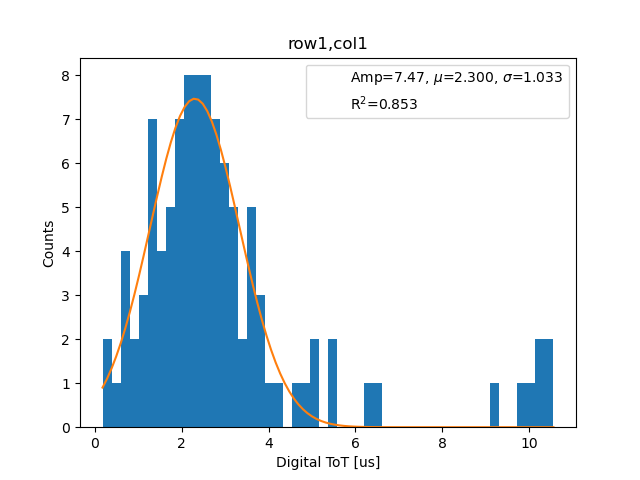 row1,col1
Amp=7.47, μ=2.300, σ=1.033
R²=0.853
8
7
6
5
4
3
2
1
0
Counts
0 2 4 6 8 10
Digital ToT [us]